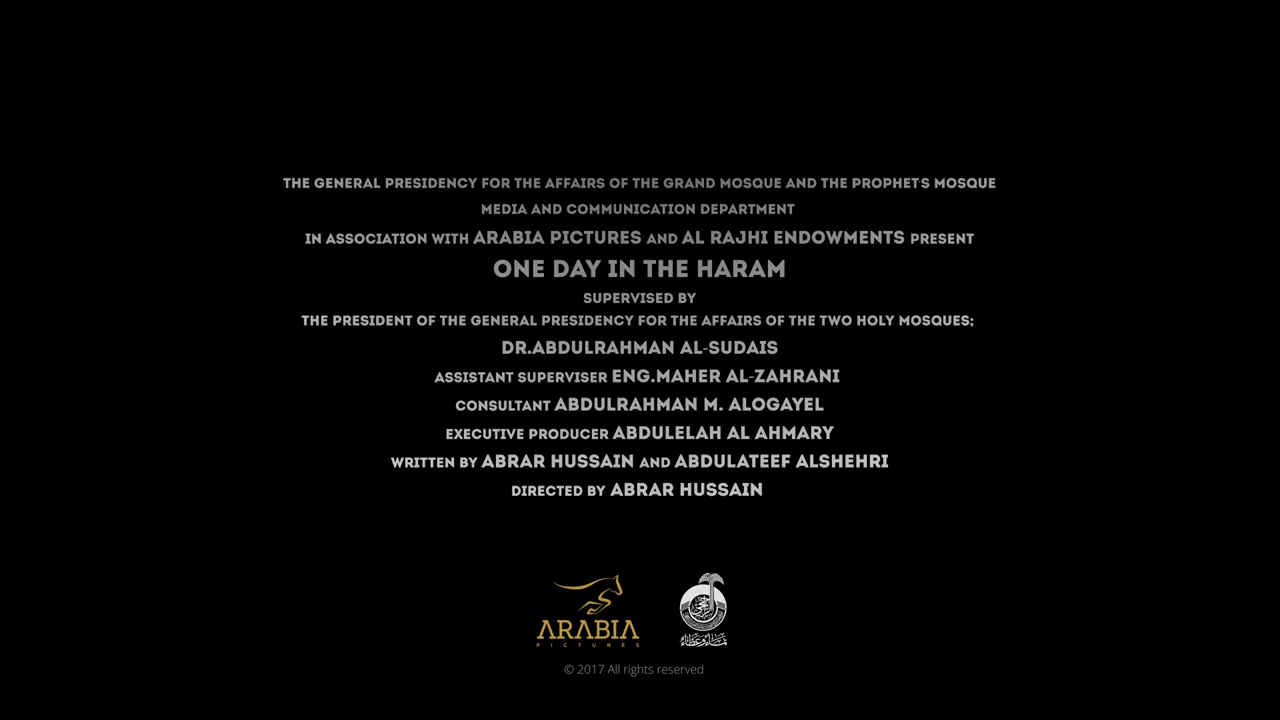 THE GENERAL PRESIDENCY FOR THE AFFAIRS OF THE GRAND MOSQUE AND THE PROPHET'S MOSQUE
MEDIA AND COMMUNICATION DEPARTMENT
IN ASSOCIATION WITH ARABIA PICTURES AND AL RAJHI ENDOWMENTS PRESENT
ONE DAY IN THE HARAM
SUPERVISED BY
THE PRESIDENT OF THE GENERAL PRESIDENCY FOR THE AFFAIRS OF THE TWO HOLY MOSQUES:
DR.ABDULRAHMAN AL-SUDAIS
ASSISTANT SUPERVISER ENG.MAHER AL-ZAHRANI
CONSULTANT ABDULRAHMAN M. ALOGAYEL
EXECUTIVE PRODUCER ABDULELAH AL AHMARY
WRITTEN BY ABRAR HUSSAIN AND ABDULATEEF ALSHEHRI
DIRECTED BY ABRAR HUSSAIN
ARABIA
PICTURES
© 2017 All rights reserved